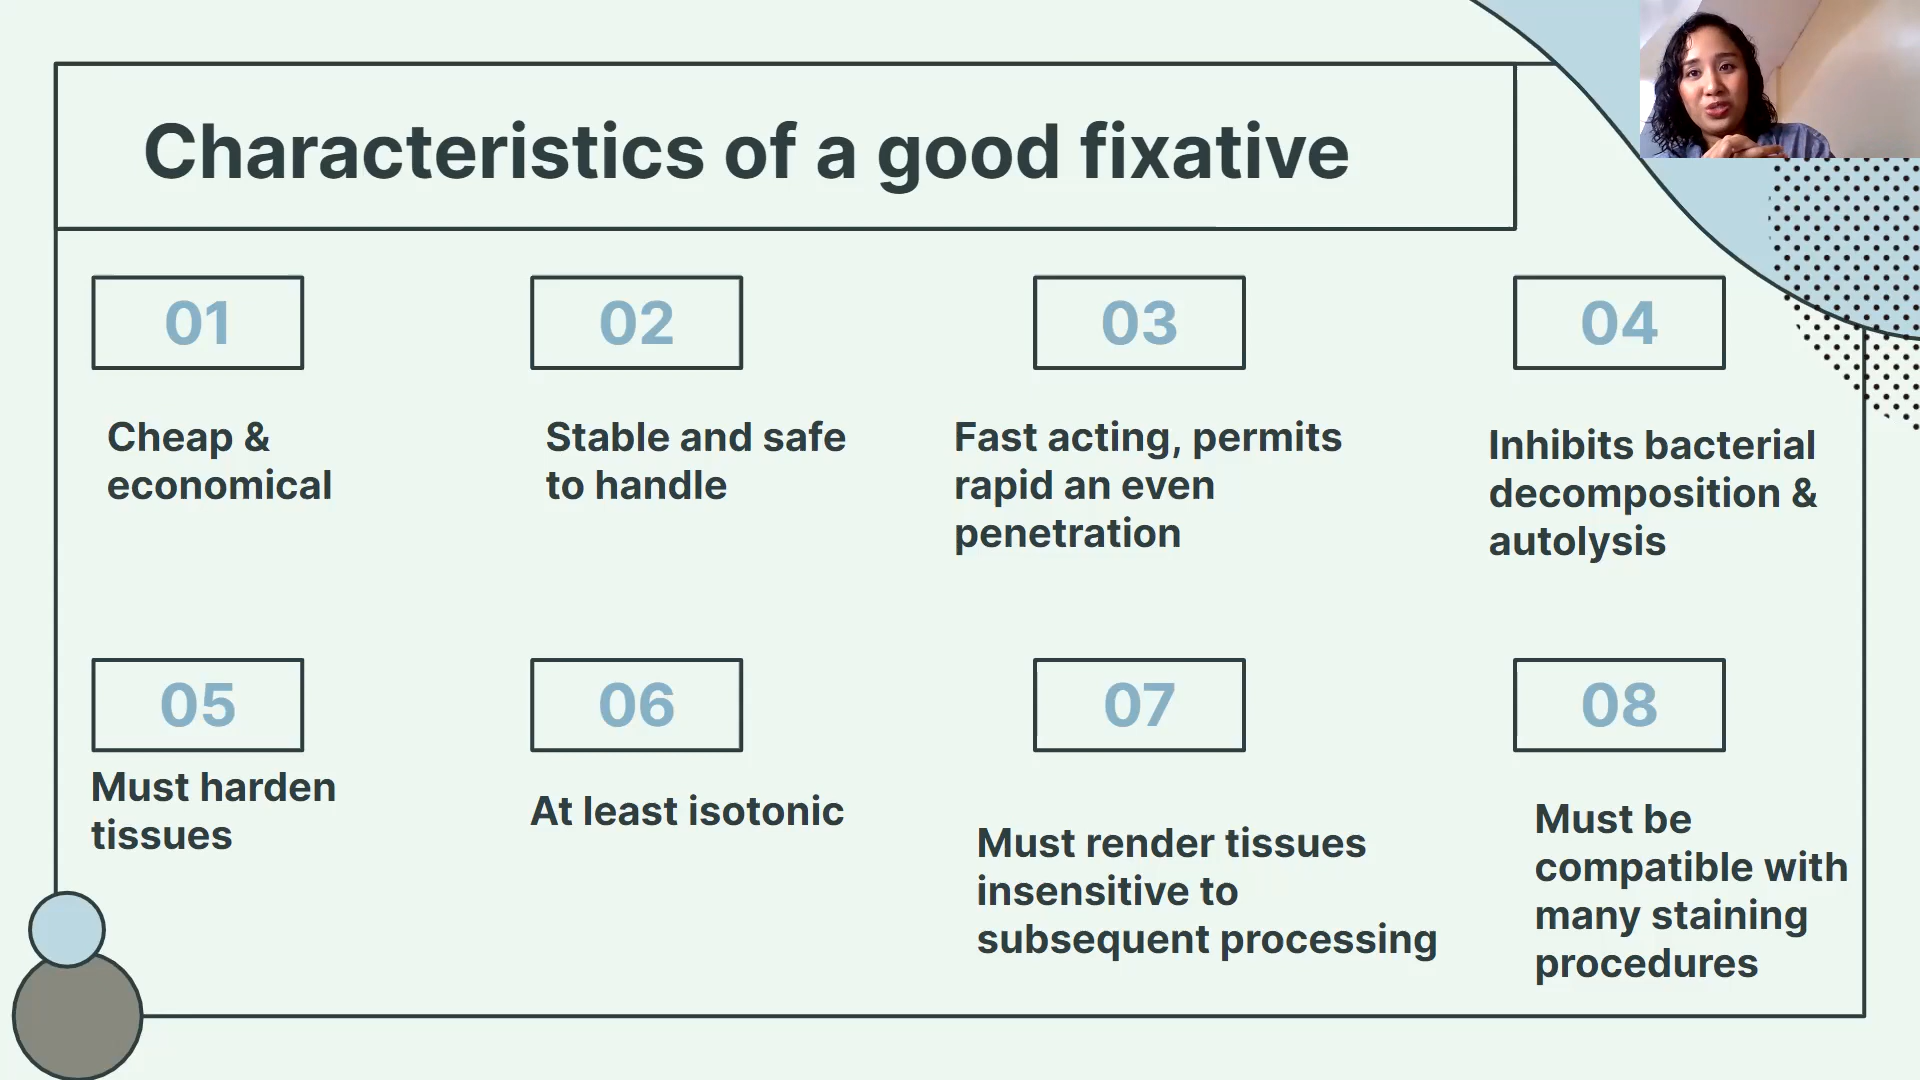 Characteristics of a good fixative
01
Cheap &
economical
02
Stable and safe
to handle
03
Fast acting, permits
rapid an even
penetration
04
Inhibits bacterial
decomposition &
autolysis
05
Must harden
tissues
06
At least isotonic
07
Must render tissues
insensitive to
subsequent processing
08
Must be
compatible with
many staining
procedures